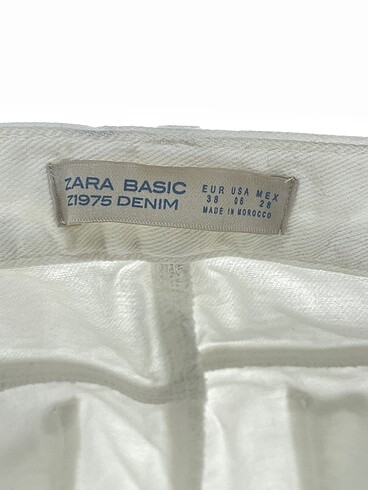 ZARA BASIC
Z1975 DENIM
EUR USA MEX
38 06 28
MADE IN MOROCCO